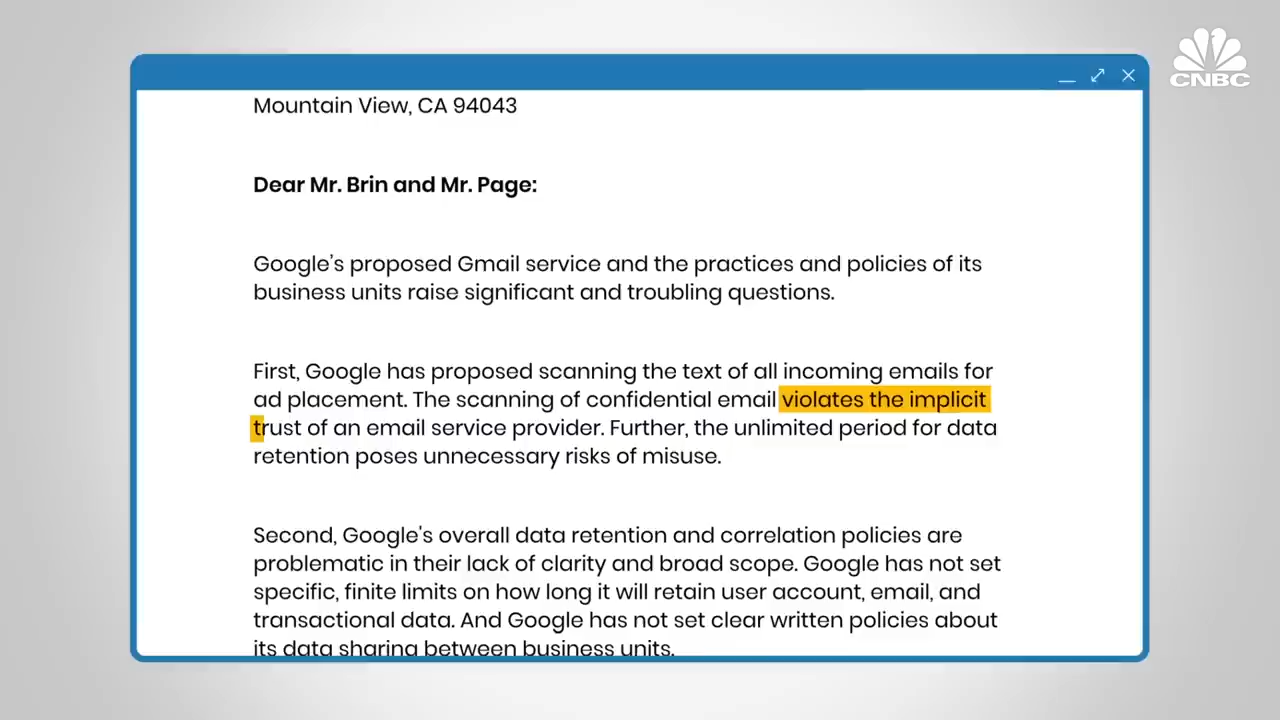 CNBC
Mountain View, CA 94043
Dear Mr. Brin and Mr. Page:
Google’s proposed Gmail service and the practices and policies of its
business units raise significant and troubling questions.
First, Google has proposed scanning the text of all incoming emails for
ad placement. The scanning of confidential email violates the implicit
trust of an email service provider. Further, the unlimited period for data
retention poses unnecessary risks of misuse.
Second, Google's overall data retention and correlation policies are
problematic in their lack of clarity and broad scope. Google has not set
specific, finite limits on how long it will retain user account, email, and
transactional data. And Google has not set clear written policies about
its data sharing between business units.